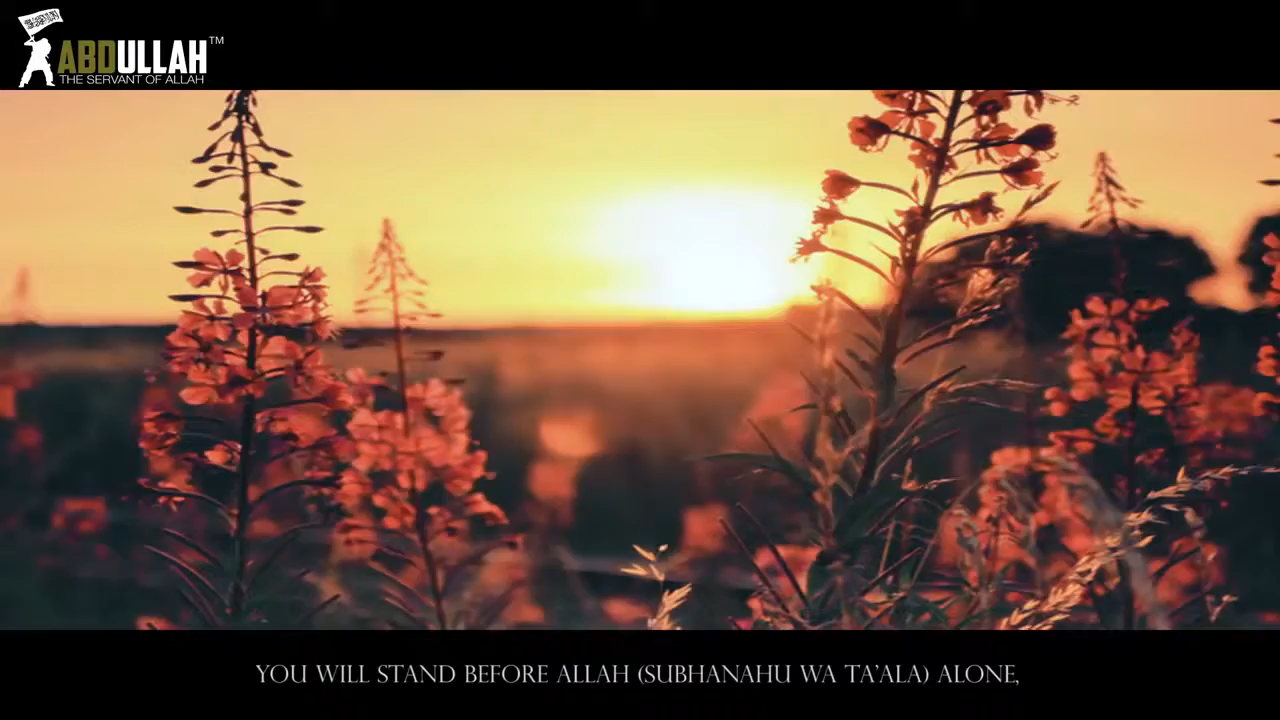 ABDULLAH™
THE SERVANT OF ALLAH
YOU WILL STAND BEFORE ALLAH (SUBHANAHU WA TA'ALA) ALONE,